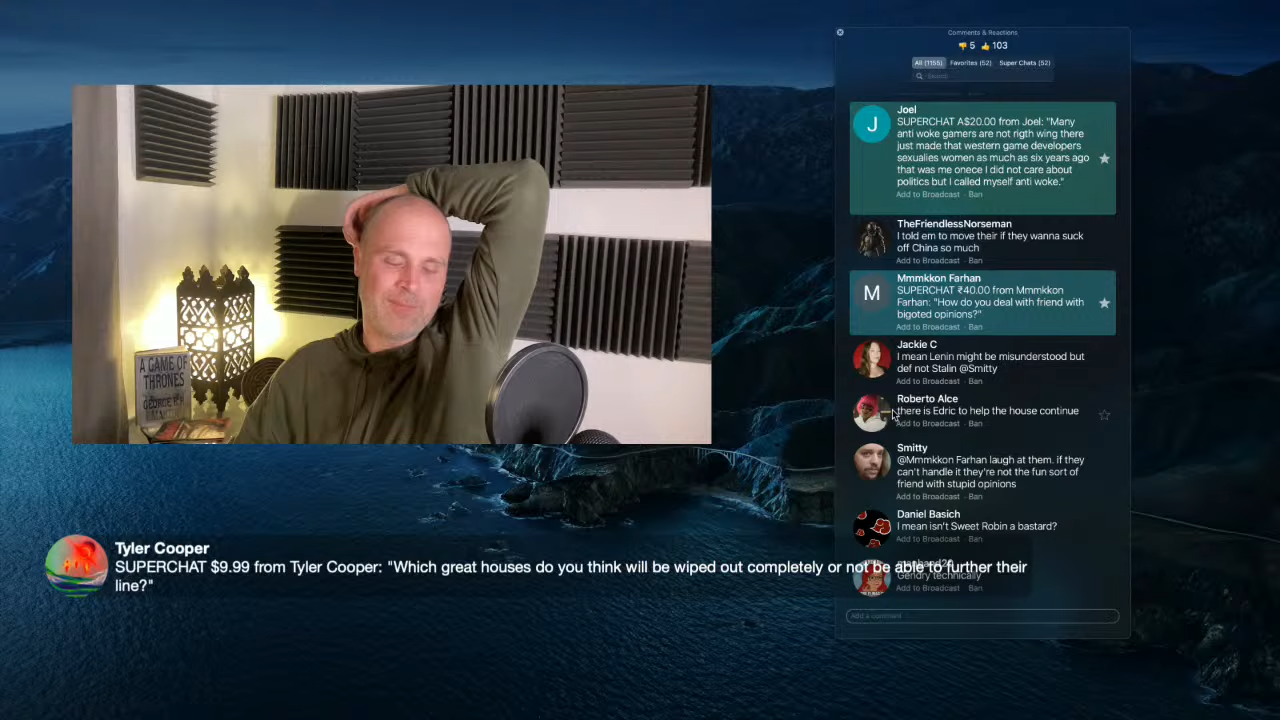 Comments & Reactions
👎 5 👍 103
All (1155) Favorites (52) Super Chats (52)
Search
Joel
SUPERCHAT A$20.00 from Joel: "Many
anti woke gamers are not rigth wing there
just made that western game developers
sexualies women as much as six years ago
that was me onece I did not care about
politics but I called myself anti woke."
Add to Broadcast · Ban
TheFriendlessNorseman
I told em to move their if they wanna suck
off China so much
Add to Broadcast · Ban
M
Mmmkkon Farhan
SUPERCHAT ₹40.00 from Mmmkkon
Farhan: "How do you deal with friend with
bigoted opinions?"
Add to Broadcast · Ban
Jackie C
I mean Lenin might be misunderstood but
def not Stalin @Smitty
Add to Broadcast · Ban
Roberto Alce
there is Edric to help the house continue
Add to Broadcast · Ban
Smitty
@Mmmkkon Farhan laugh at them. if they
can't handle it they're not the fun sort of
friend with stupid opinions
Add to Broadcast · Ban
Daniel Basich
I mean isn't Sweet Robin a bastard?
Add to Broadcast · Ban
Gendry technically
Add to Broadcast · Ban
Add a comment
J
A GAME OF
THRONES
GEORGE R.R.
Tyler Cooper
SUPERCHAT $9.99 from Tyler Cooper: "Which great houses do you think will be wiped out completely or not be able to further their
line?"